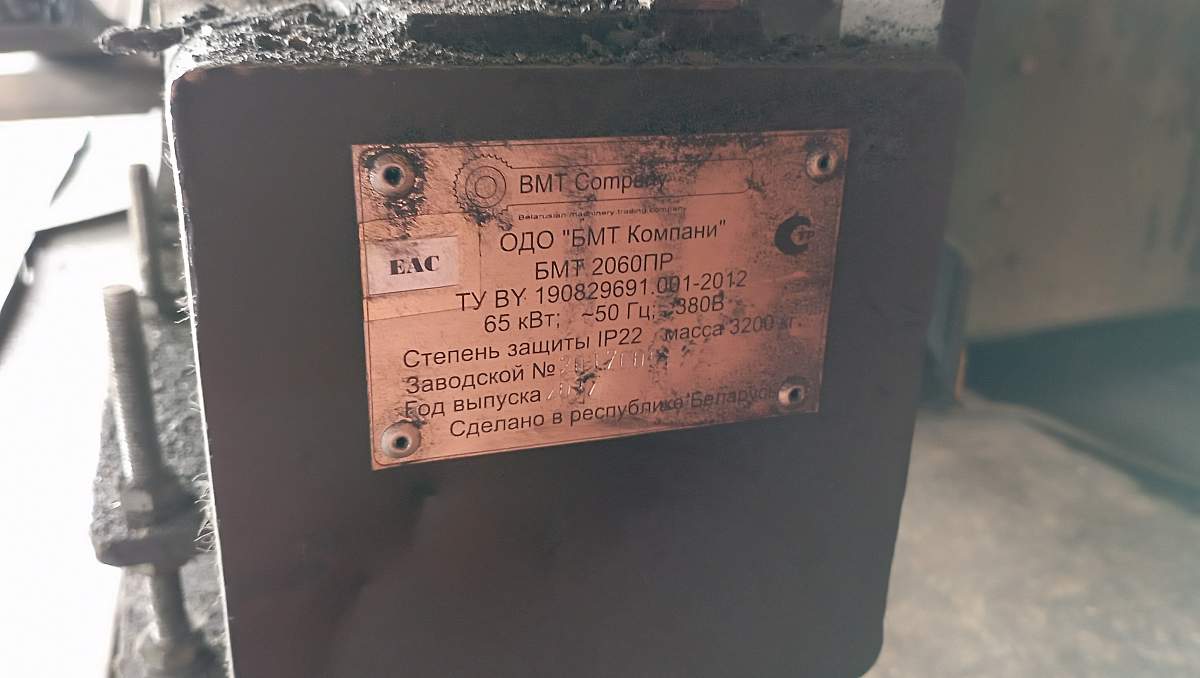 BMT Company
Belarusian machinery trading company
ОДО "БМТ Компани"
EAC
БМТ 2060ПР
ТУ BY 190829691.001-2012
65 кВт; ~50 Гц; ~380В
Степень защиты IP22 масса 3200 кг.
Заводской №
Год выпуска 2017
Сделано в республике Беларусь